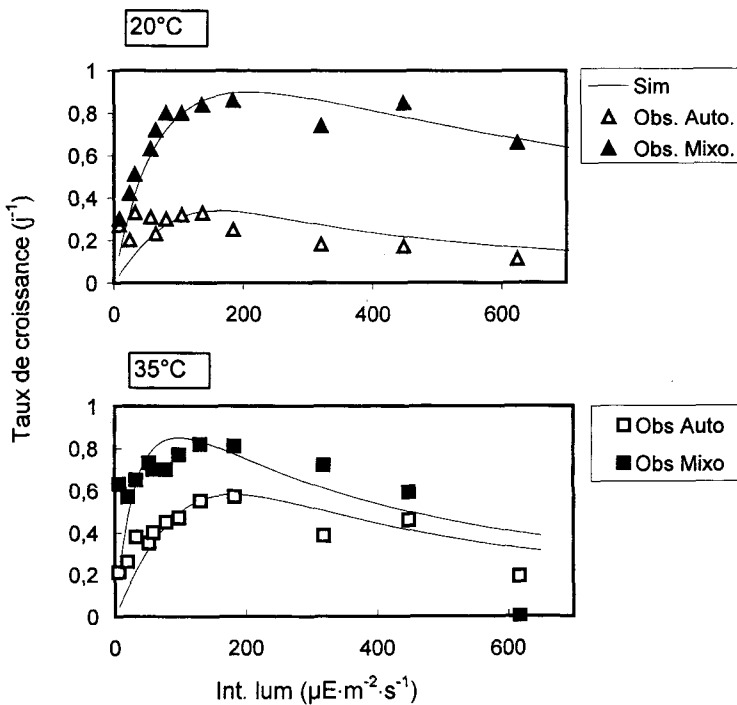 20°C
1
0,8
0,6
0,4
0,2
0
0 200 400 600
Sim
Obs. Auto.
Obs. Mixo.
Taux de croissance (j⁻¹)
35°C
1
0,8
0,6
0,4
0,2
0
0 200 400 600
Obs Auto
Obs Mixo
Int. lum (µE·m⁻²·s⁻¹)